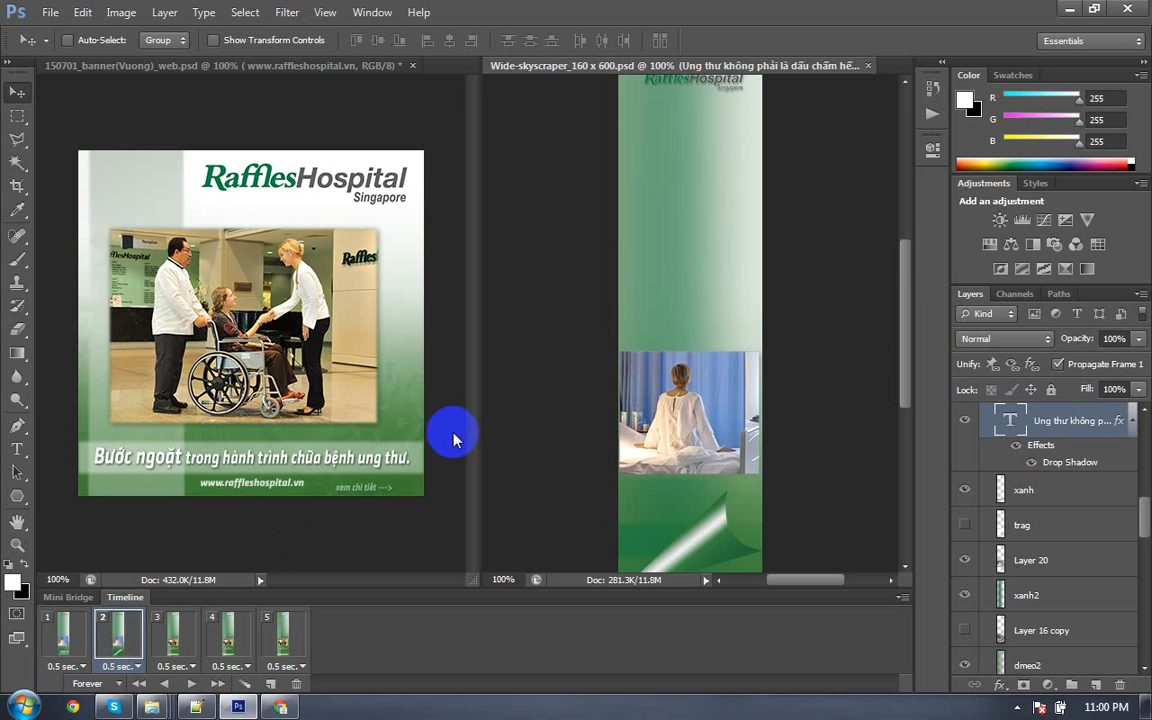 Ps File Edit Image Layer Type Select Filter View Window Help
Auto-Select: Group Show Transform Controls Essentials
150701_banner(Vuong)_web.psd @ 100% ( www.raffleshospital.vn, RGB/8) * ×
Wide-skyscraper_160 x 600.psd @ 100% (Ung thư không phải là dấu chấm hế... ×
RafflesHospital
Singapore
Raffles
Bước ngoặt trong hành trình chữa bệnh ung thư.
www.raffleshospital.vn
xem chi tiết --->
RafflesHospital
Singapore
Color Swatches
R 255
G 255
B 255
Adjustments Styles
Add an adjustment
Layers Channels Paths
Kind
Normal Opacity: 100%
Unify: Propagate Frame 1
Lock: Fill: 100%
T Ung thư không p... fx
Effects
Drop Shadow
xanh
trag
Layer 20
xanh2
Layer 16 copy
dmeo2
100% Doc: 432.0K/11.8M
100% Doc: 281.3K/11.8M
Mini Bridge Timeline
1 2 3 4 5
0.5 sec. 0.5 sec. 0.5 sec. 0.5 sec. 0.5 sec.
Forever
11:00 PM